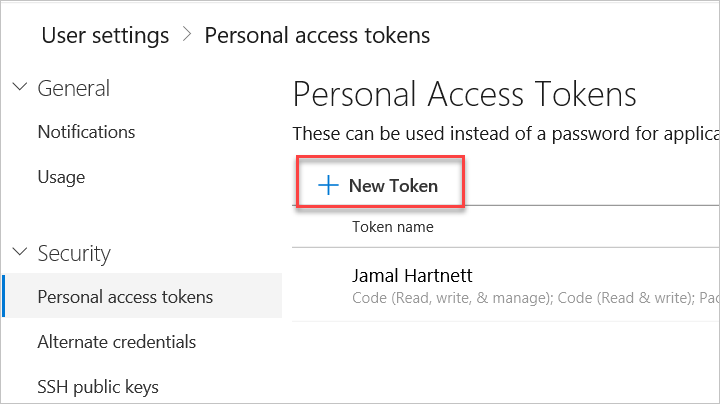 User settings > Personal access tokens
General
Notifications
Usage
Security
Personal access tokens
Alternate credentials
SSH public keys
Personal Access Tokens
These can be used instead of a password for applica
+ New Token
Token name
Jamal Hartnett
Code (Read, write, & manage); Code (Read & write); Pac